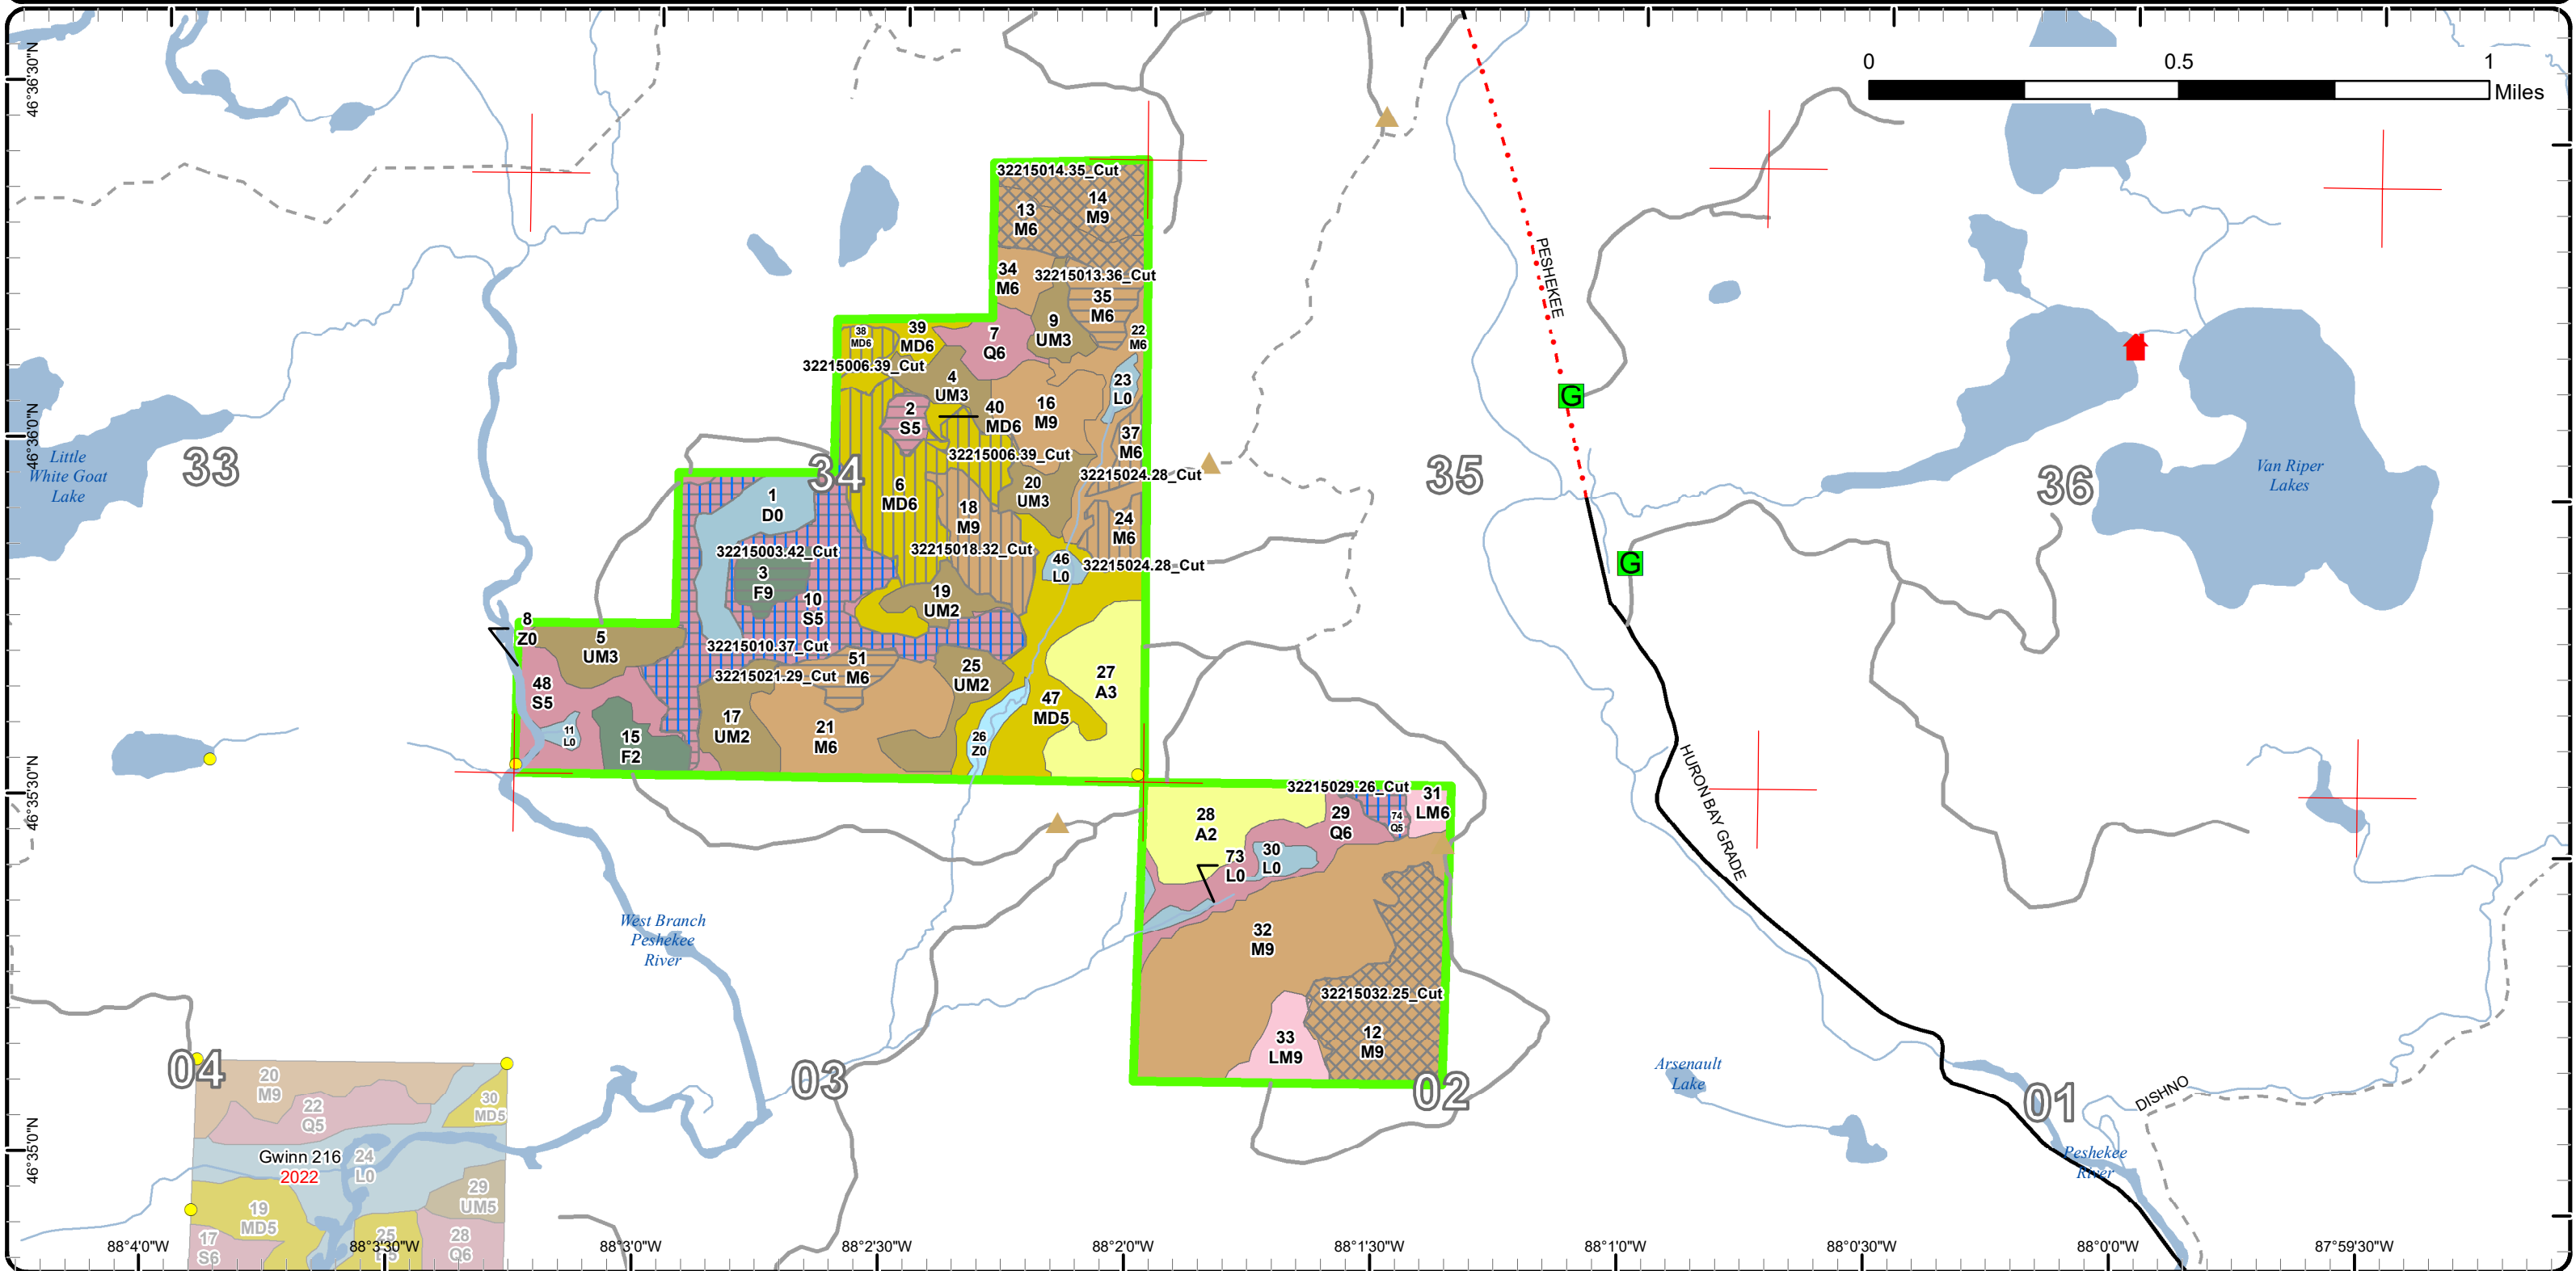 0 0.5 1
Miles
46°36'30"N
46°36'0"N
46°35'30"N
46°35'0"N
32215014.35_Cut
14
M9
13
M6
34
M6
32215013.36_Cut
35
M6
9
UM3
22
M6
38
MD6
39
MD6
7
Q6
32215006.39_Cut
4
UM3
23
L0
2
S5
40
MD6
16
M9
37
M6
32215006.39_Cut
32215024.28_Cut
6
MD6
20
UM3
18
M9
24
M6
1
D0
32215003.42_Cut
32215018.32_Cut
46
L0
32215024.28_Cut
3
F9
10
S5
19
UM2
8
Z0
5
UM3
32215010.37_Cut
51
M6
32215021.29_Cut
25
UM2
27
A3
48
S5
47
MD5
17
UM2
21
M6
11
L0
15
F2
26
Z0
32215029.26_Cut
31
LM6
28
A2
29
Q6
74
Q5
73
L0
30
L0
32
M9
32215032.25_Cut
33
LM9
12
M9
33
34
35
36
04
03
02
01
Little
White Goat
Lake
Van Riper
Lakes
West Branch
Peshekee
River
Arsenault
Lake
Peshekee
River
PESHEKEE
G
G
HURON BAY GRADE
DISHNO
20
M9
22
Q5
30
MD5
Gwinn 216
2022
24
L0
29
UM5
19
MD5
17
S6
25
28
Q6
88°4'0"W
88°3'30"W
88°3'0"W
88°2'30"W
88°2'0"W
88°1'30"W
88°1'0"W
88°0'30"W
88°0'0"W
87°59'30"W